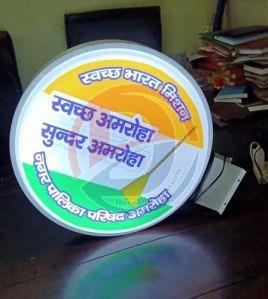 स्वच्छ भारत मिशन
स्वच्छ अमरोहा
सुन्दर अमरोहा
नगर पालिका परिषद अमरोहा